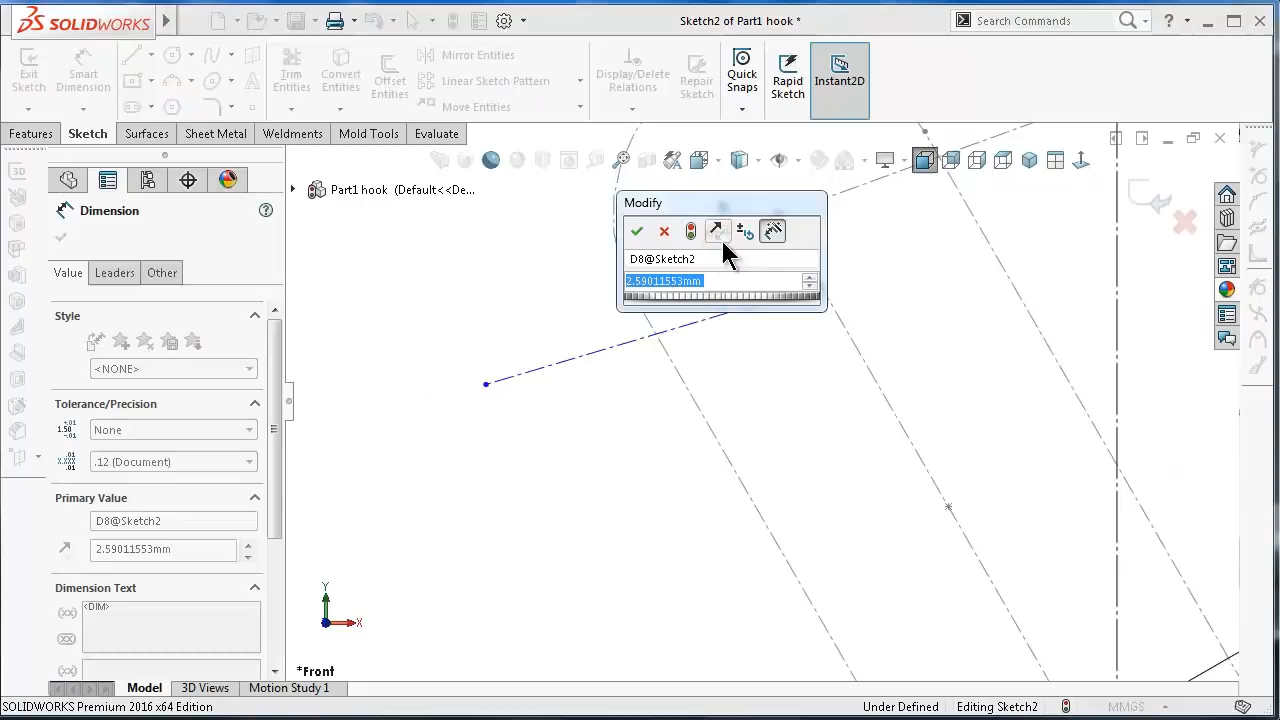 SOLIDWORKS
Sketch2 of Part1 hook *
Search Commands
Exit Sketch
Smart Dimension
Trim Entities
Convert Entities
Offset Entities
Mirror Entities
Linear Sketch Pattern
Move Entities
Display/Delete Relations
Repair Sketch
Quick Snaps
Rapid Sketch
Instant2D
Features
Sketch
Surfaces
Sheet Metal
Weldments
Mold Tools
Evaluate
Part1 hook (Default<<De...
Dimension
Value
Leaders
Other
Style
<NONE>
Tolerance/Precision
None
.12 (Document)
Primary Value
D8@Sketch2
2.59011553mm
Dimension Text
<DIM>
Modify
D8@Sketch2
2.59011553mm
Y
X
*Front
Model
3D Views
Motion Study 1
SOLIDWORKS Premium 2016 x64 Edition
Under Defined
Editing Sketch2
MMGS